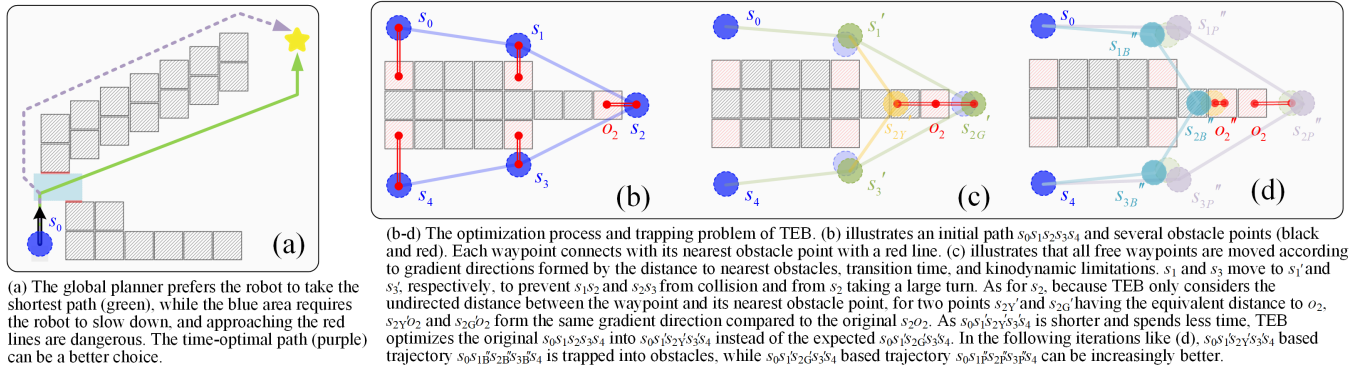 s₀
(a)
s₀
s₁
o₂
s₂
s₃
s₄
(b)
s₁′
s₂Y′
o₂
s₂G′
s₃′
(c)
s₀
s₁B″
s₁P″
s₂B″
o₂″
o₂
s₂P″
s₃B″
s₃P″
s₄
(d)
(a) The global planner prefers the robot to take the
shortest path (green), while the blue area requires
the robot to slow down, and approaching the red
lines are dangerous. The time-optimal path (purple)
can be a better choice.
(b-d) The optimization process and trapping problem of TEB. (b) illustrates an initial path s₀s₁s₂s₃s₄ and several obstacle points (black
and red). Each waypoint connects with its nearest obstacle point with a red line. (c) illustrates that all free waypoints are moved according
to gradient directions formed by the distance to nearest obstacles, transition time, and kinodynamic limitations. s₁ and s₃ move to s₁′ and
s₃′, respectively, to prevent s₁s₂ and s₂s₃ from collision and from s₂ taking a large turn. As for s₂, because TEB only considers the
undirected distance between the waypoint and its nearest obstacle point, for two points s₂Y′ and s₂G′ having the equivalent distance to o₂,
s₂Y′o₂ and s₂G′o₂ form the same gradient direction compared to the original s₂o₂. As s₀s₁′s₂Y′s₃′s₄ is shorter and spends less time, TEB
optimizes the original s₀s₁s₂s₃s₄ into s₀s₁′s₂Y′s₃′s₄ instead of the expected s₀s₁′s₂G′s₃′s₄. In the following iterations like (d), s₀s₁′s₂Y′s₃′s₄ based
trajectory s₀s₁B″s₂B″s₃B″s₄ is trapped into obstacles, while s₀s₁′s₂G′s₃′s₄ based trajectory s₀s₁P″s₂P″s₃P″s₄ can be increasingly better.